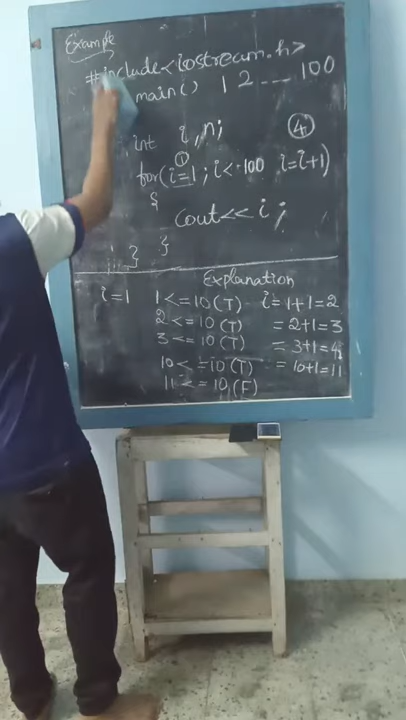 Example
#include<iostream.h>
main() 1 2 .... 100
int i,n; 4
1
for(i=1; i<100 i=i+1)
{
cout<<i;
}
}
Explanation
i=1 1<=10(T) i=1+1=2
2<=10(T) =2+1=3
3<=10(T) =3+1=4
10<=10(T) =10+1=11
11<=10(F)